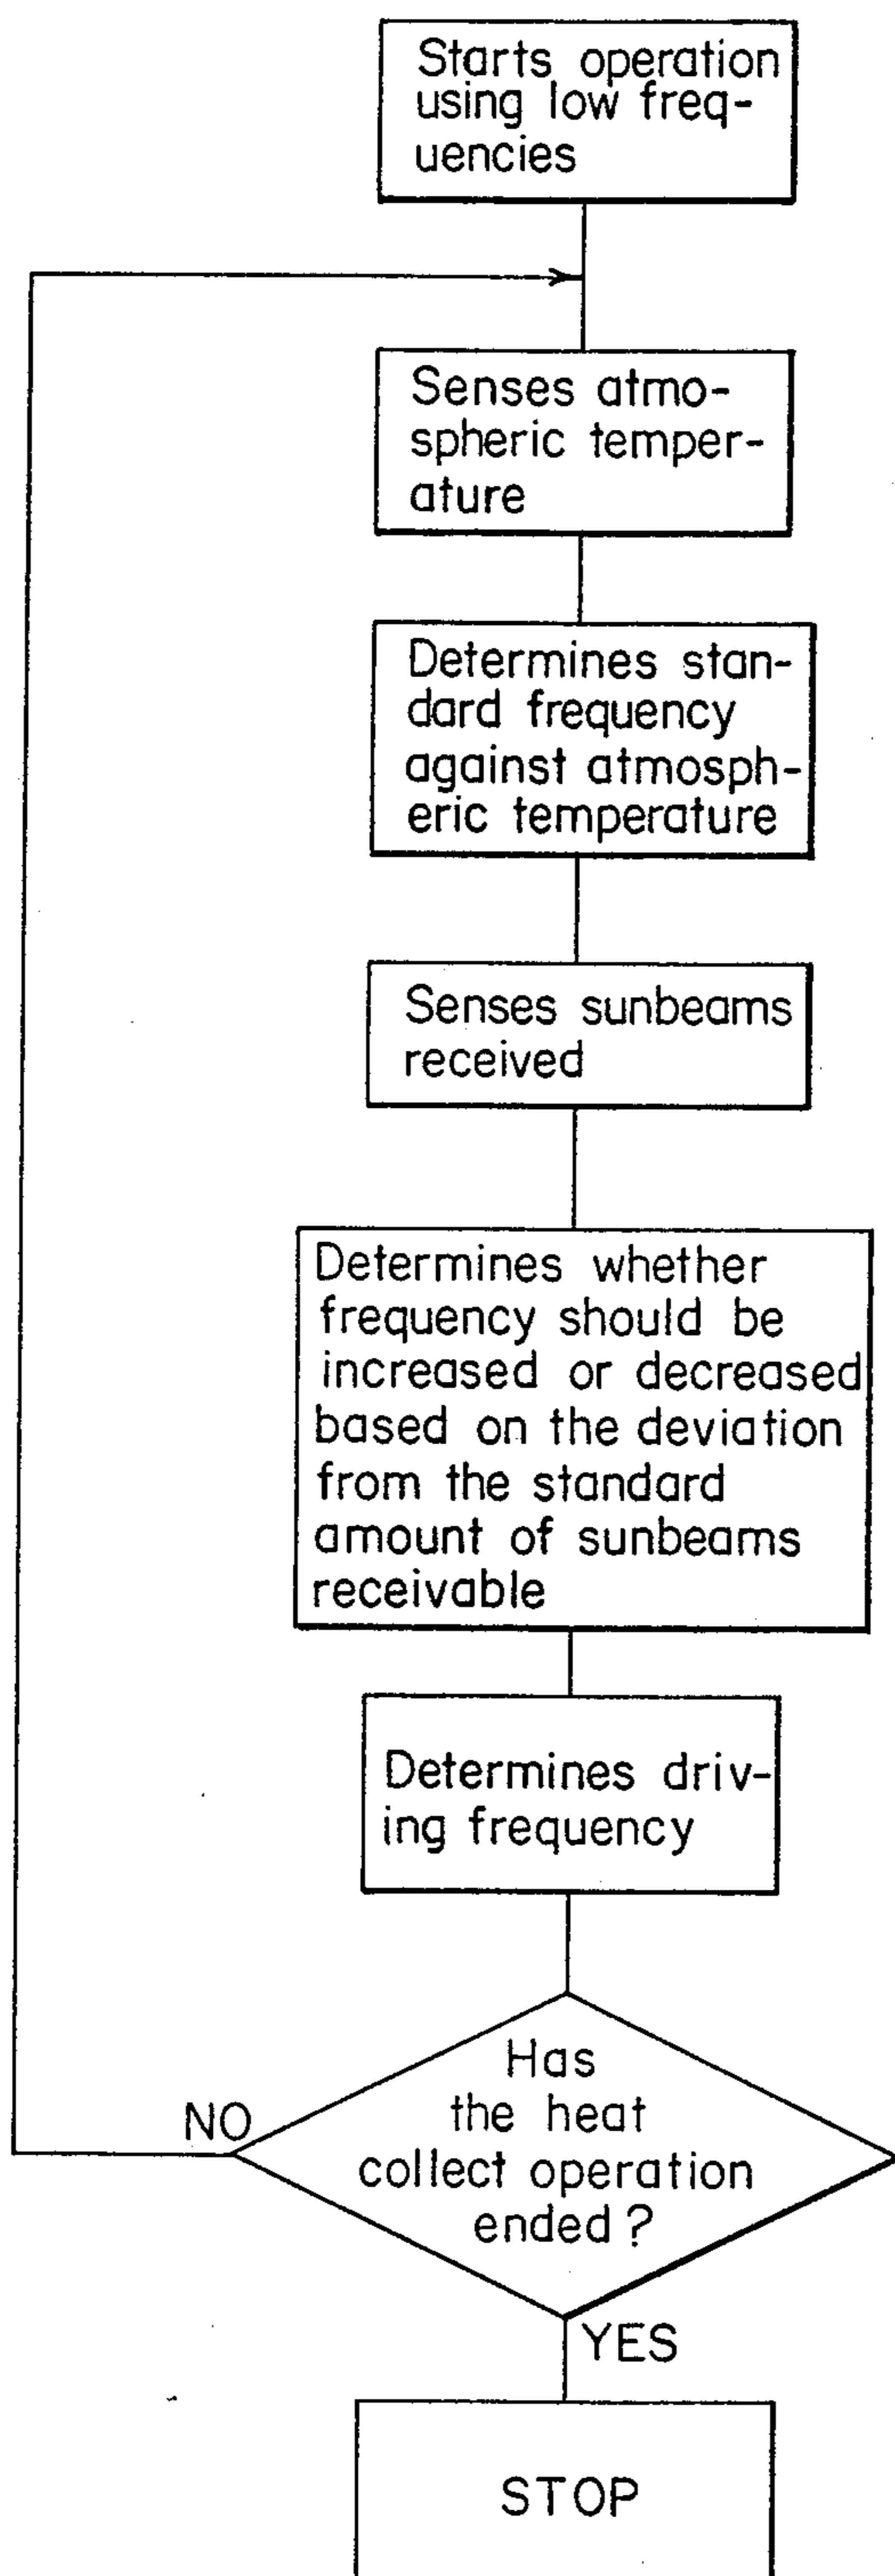 Starts operation
using low freq-
uencies
Senses atmo-
spheric temper-
ature
Determines stan-
dard frequency
against atmosph-
eric temperature
Senses sunbeams
received
Determines whether
frequency should be
increased or decreased
based on the deviation
from the standard
amount of sunbeams
receivable
Determines driv-
ing frequency
Has
the heat
collect operation
ended?
NO
YES
STOP